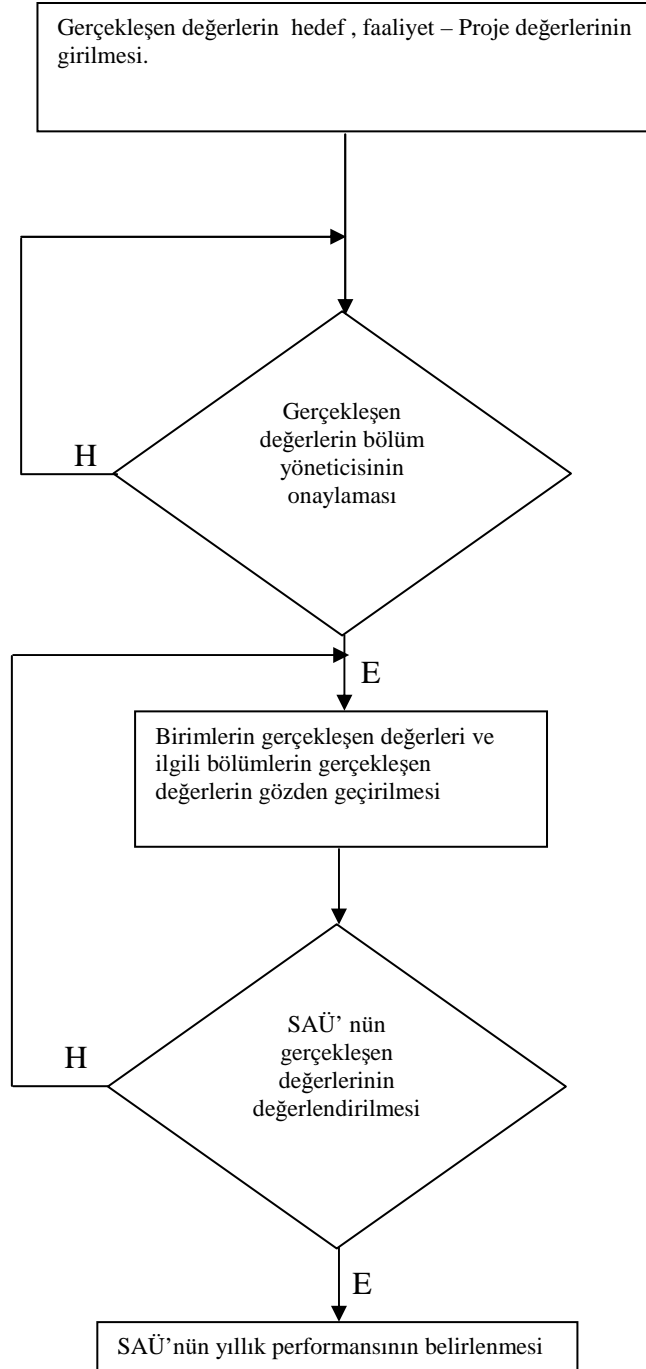 Gerçekleşen değerlerin hedef , faaliyet – Proje değerlerinin
girilmesi.
Gerçekleşen
değerlerin bölüm
yöneticisinin
onaylaması
H
E
Birimlerin gerçekleşen değerleri ve
ilgili bölümlerin gerçekleşen
değerlerin gözden geçirilmesi
SAÜ’ nün
gerçekleşen
değerlerinin
değerlendirilmesi
H
E
SAÜ’nün yıllık performansının belirlenmesi